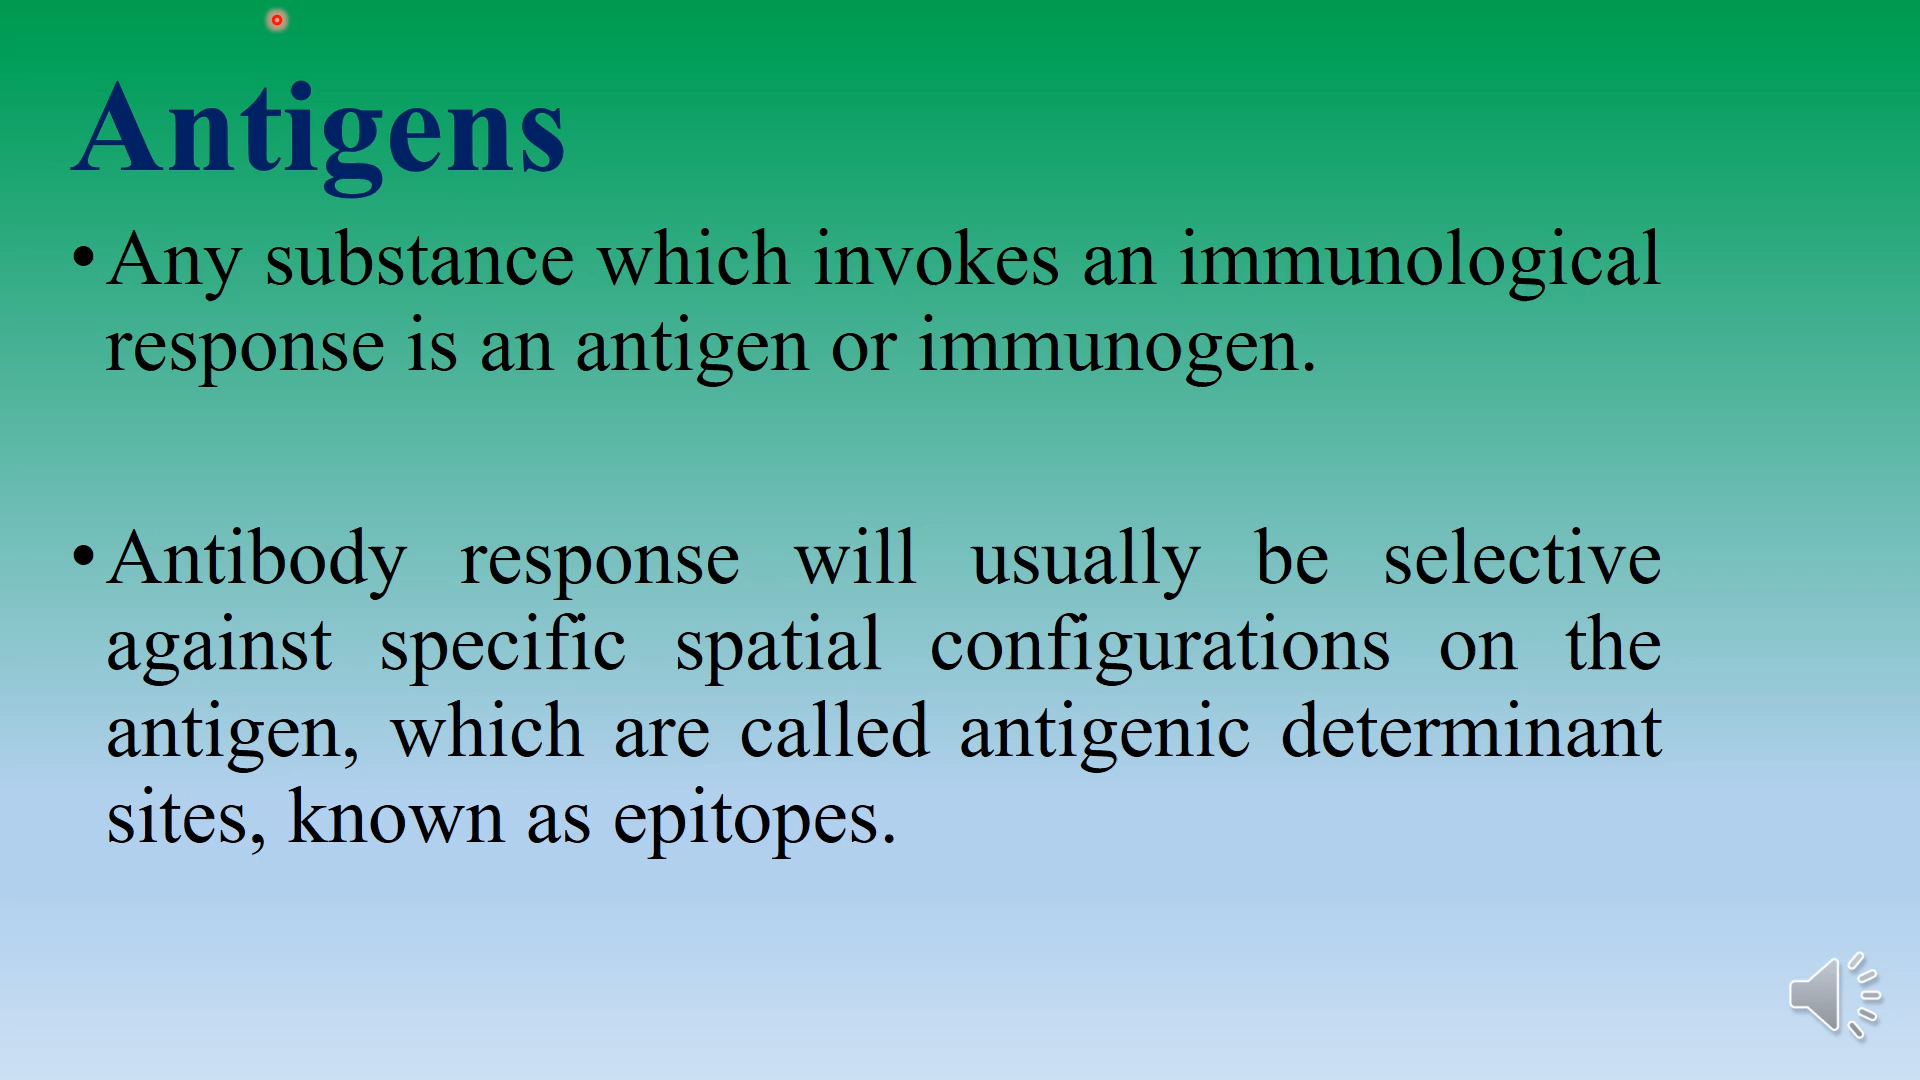 Antigens
•Any substance which invokes an immunological
response is an antigen or immunogen.
•Antibody response will usually be selective
against specific spatial configurations on the
antigen, which are called antigenic determinant
sites, known as epitopes.